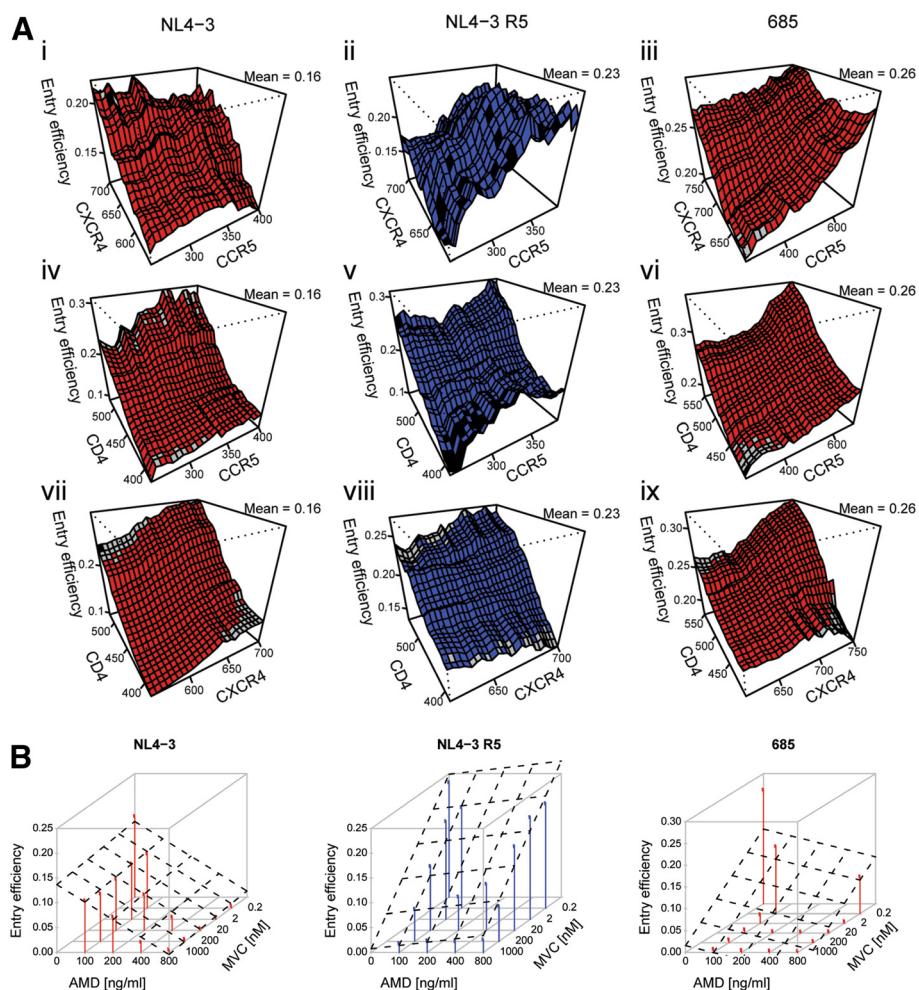 A
NL4−3
NL4−3 R5
685
i
Mean = 0.16
Entry efficiency
0.20
0.15
700
650
600
CXCR4
300
350
400
CCR5
ii
Mean = 0.23
Entry efficiency
0.20
0.15
700
650
CXCR4
300
350
CCR5
iii
Mean = 0.26
Entry efficiency
0.25
0.20
750
700
650
CXCR4
400
600
CCR5
iv
Mean = 0.16
Entry efficiency
0.3
0.2
0.1
500
450
400
CD4
300
350
400
CCR5
v
Mean = 0.23
Entry efficiency
0.3
0.2
0.1
500
450
400
CD4
300
350
CCR5
vi
Mean = 0.26
Entry efficiency
0.3
0.2
550
500
450
CD4
400
600
CCR5
vii
Mean = 0.16
Entry efficiency
0.2
0.1
500
450
400
CD4
600
650
700
CXCR4
viii
Mean = 0.23
Entry efficiency
0.25
0.20
0.15
500
450
400
CD4
650
700
CXCR4
ix
Mean = 0.26
Entry efficiency
0.30
0.25
0.20
550
500
450
CD4
650
700
750
CXCR4
B
NL4−3
Entry efficiency
0.25
0.20
0.15
0.10
0.05
0.00
0 100 200 400 800
AMD [ng/ml]
1000
200
20
2
0.2
MVC [nM]
NL4−3 R5
Entry efficiency
0.25
0.20
0.15
0.10
0.05
0.00
0 100 200 400 800
AMD [ng/ml]
1000
200
20
2
0.2
MVC [nM]
685
Entry efficiency
0.30
0.25
0.20
0.15
0.10
0.05
0.00
0 100 200 400 800
AMD [ng/ml]
1000
200
20
2
0.2
MVC [nM]